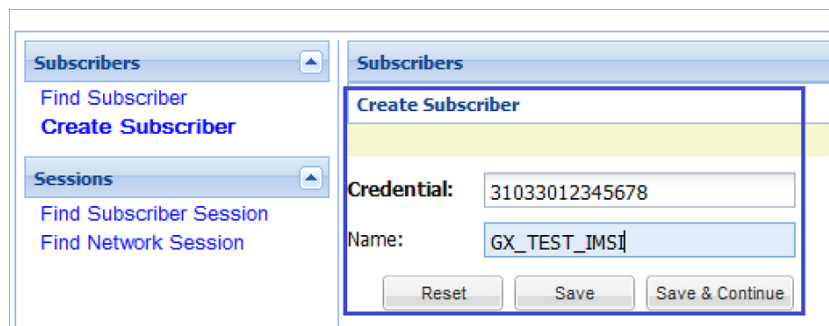 Subscribers
Find Subscriber
Create Subscriber
Sessions
Find Subscriber Session
Find Network Session
Subscribers
Create Subscriber
Credential: 31033012345678
Name: GX_TEST_IMSI
Reset Save Save & Continue